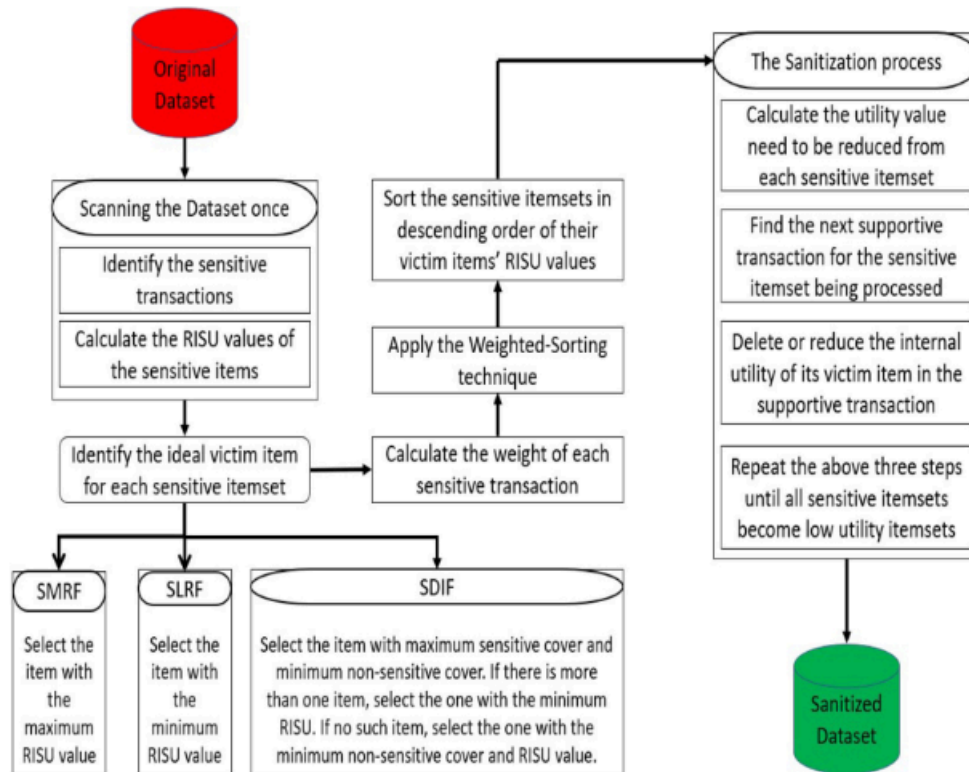 Original
Dataset
Scanning the Dataset once
Identify the sensitive
transactions
Calculate the RISU values of
the sensitive items
Identify the ideal victim item
for each sensitive itemset
SMRF
Select the
item with
the
maximum
RISU value
SLRF
Select the
item with
the
minimum
RISU value
SDIF
Select the item with maximum sensitive cover and
minimum non-sensitive cover. If there is more
than one item, select the one with the minimum
RISU. If no such item, select the one with the
minimum non-sensitive cover and RISU value.
Calculate the weight of each
sensitive transaction
Apply the Weighted-Sorting
technique
Sort the sensitive itemsets in
descending order of their
victim items’ RISU values
The Sanitization process
Calculate the utility value
need to be reduced from
each sensitive itemset
Find the next supportive
transaction for the sensitive
itemset being processed
Delete or reduce the internal
utility of its victim item in the
supportive transaction
Repeat the above three steps
until all sensitive itemsets
become low utility itemsets
Sanitized
Dataset